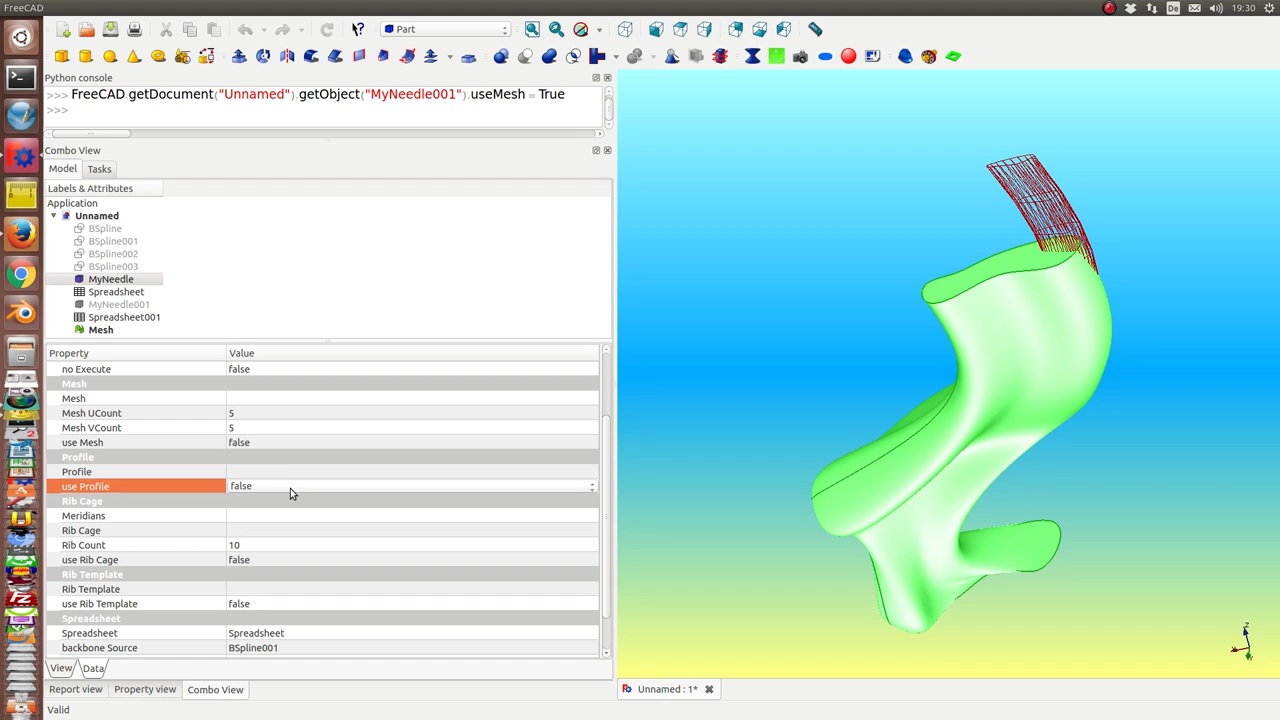 FreeCAD
De
19:30
Part
Python console
>>> FreeCAD.getDocument("Unnamed").getObject("MyNeedle001").useMesh = True
>>>
Combo View
Model Tasks
Labels & Attributes
Application
Unnamed
BSpline
BSpline001
BSpline002
BSpline003
MyNeedle
Spreadsheet
MyNeedle001
Spreadsheet001
Mesh
Property Value
no Execute false
Mesh
Mesh
Mesh UCount 5
Mesh VCount 5
use Mesh false
Profile
Profile
use Profile false
Rib Cage
Meridians
Rib Cage
Rib Count 10
use Rib Cage false
Rib Template
Rib Template
use Rib Template false
Spreadsheet
Spreadsheet Spreadsheet
backbone Source BSpline001
View Data
Report view Property view Combo View
Unnamed : 1*
Valid